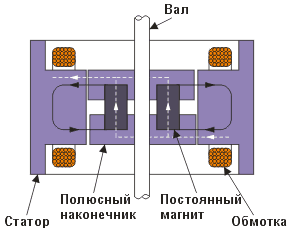 Вал
Полюсный
наконечник
Постоянный
магнит
Статор
Обмотка